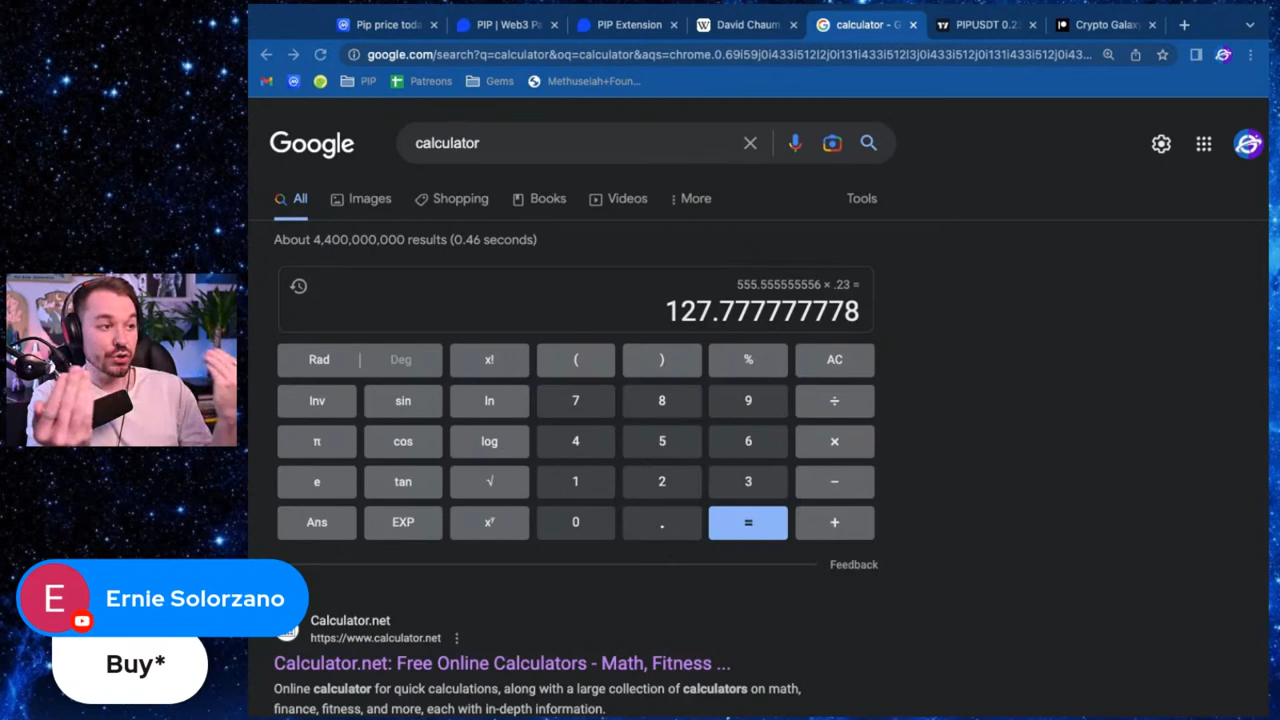 Pip price toda
PIP | Web3 Pa
PIP Extension
David Chaum
calculator - G
PIPUSDT 0.2
Crypto Galax
google.com/search?q=calculator&oq=calculator&aqs=chrome.0.69i59j0i433i512l2j0i131i433i512j0i433i512l3j0i433i512j0i131i433i512j0i43...
PIP
Patreons
Gems
Methuselah+Foun...
Google
calculator
All
Images
Shopping
Books
Videos
More
Tools
About 4,400,000,000 results (0.46 seconds)
555.555555556 × .23 =
127.777777778
Rad | Deg x! ( ) % AC
Inv sin ln 7 8 9 ÷
π cos log 4 5 6 ×
e tan √ 1 2 3 −
Ans EXP xʸ 0 . = +
Feedback
E Ernie Solorzano
Buy*
Calculator.net
https://www.calculator.net
Calculator.net: Free Online Calculators - Math, Fitness ...
Online calculator for quick calculations, along with a large collection of calculators on math,
finance, fitness, and more, each with in-depth information.